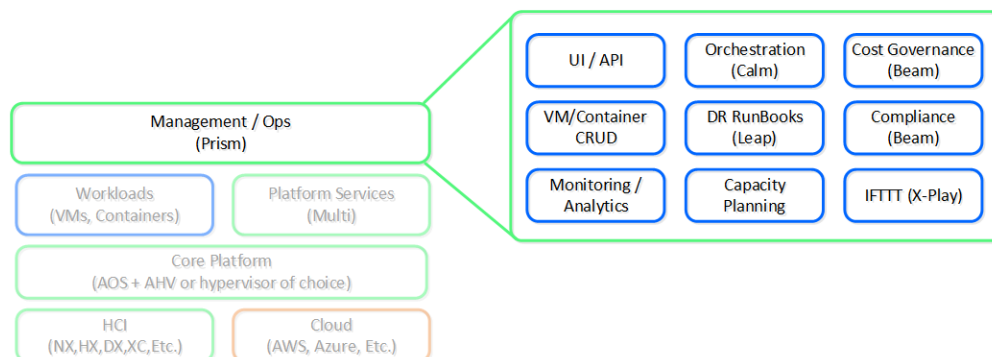 Management / Ops
(Prism)
Workloads
(VMs, Containers)
Platform Services
(Multi)
Core Platform
(AOS + AHV or hypervisor of choice)
HCI
(NX,HX,DX,XC,Etc.)
Cloud
(AWS, Azure, Etc.)
UI / API
Orchestration
(Calm)
Cost Governance
(Beam)
VM/Container
CRUD
DR RunBooks
(Leap)
Compliance
(Beam)
Monitoring /
Analytics
Capacity
Planning
IFTTT (X-Play)